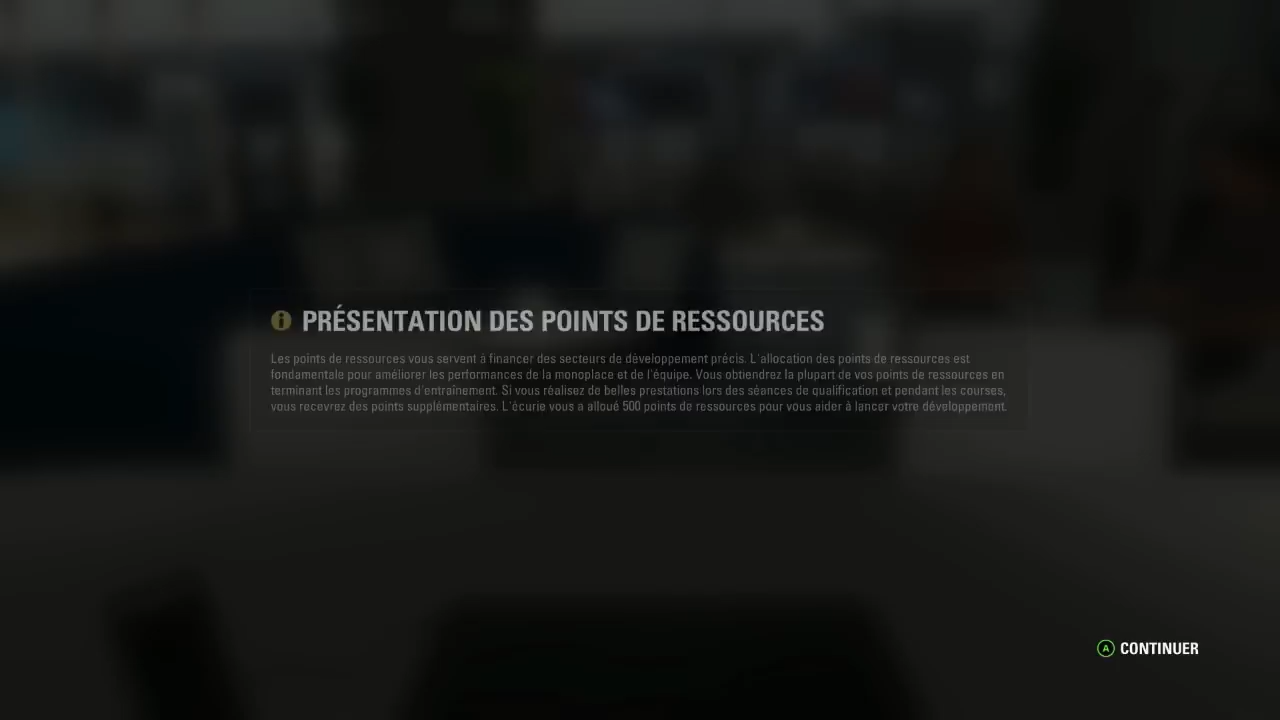 PRÉSENTATION DES POINTS DE RESSOURCES
Les points de ressources vous servent à financer des secteurs de développement précis. L'allocation des points de ressources est
fondamentale pour améliorer les performances de la monoplace et de l'équipe. Vous obtiendrez la plupart de vos points de ressources en
terminant les programmes d'entraînement. Si vous réalisez de belles prestations lors des séances de qualification et pendant les courses,
vous recevrez des points supplémentaires. L'écurie vous a alloué 500 points de ressources pour vous aider à lancer votre développement.
A CONTINUER